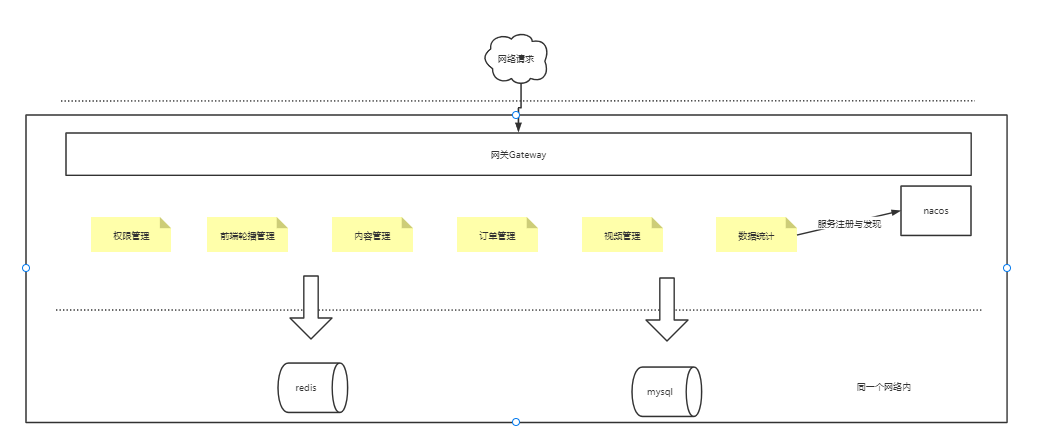 网络请求
网关Gateway
nacos
权限管理
前端轮播管理
内容管理
订单管理
视频管理
数据统计
服务注册与发现
redis
mysql
同一个网络内